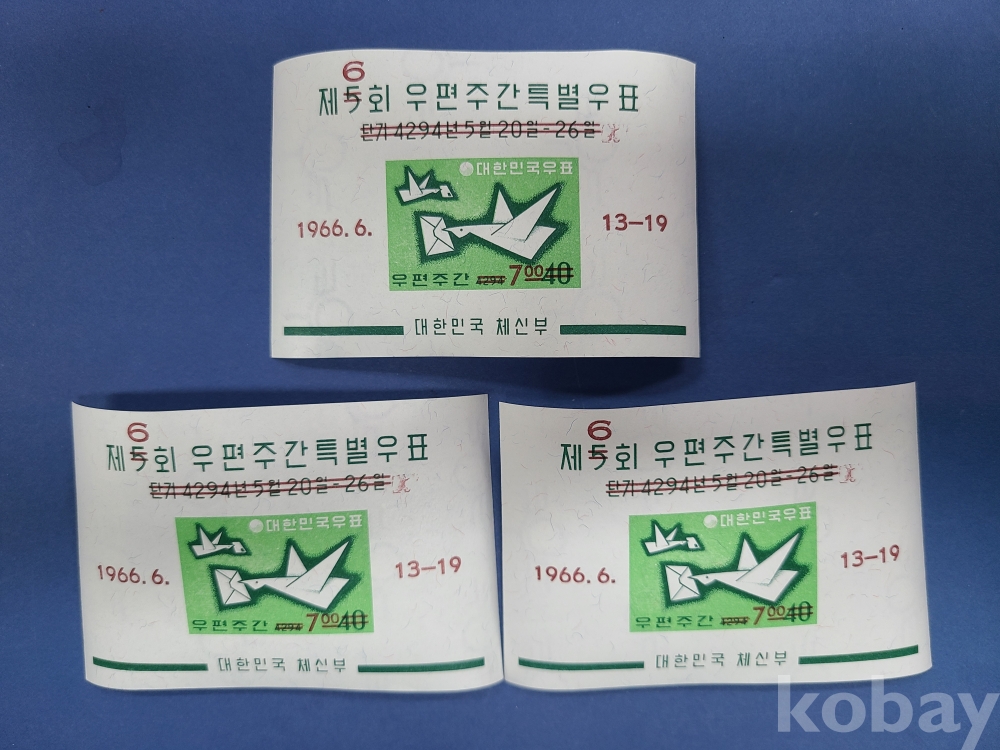 6
제5회 우편주간특별우표
단기 4294년 5월 20일-26일
대한민국우표
1966. 6. 13-19
우편주간 4294 7.00 40
대한민국 체신부
6
제5회 우편주간특별우표
단기 4294년 5월 20일-26일
대한민국우표
1966. 6. 13-19
우편주간 4294 7.00 40
대한민국 체신부
6
제5회 우편주간특별우표
단기 4294년 5월 20일-26일
대한민국우표
1966. 6. 13-19
우편주간 4294 7.00 40
대한민국 체신부
kobay